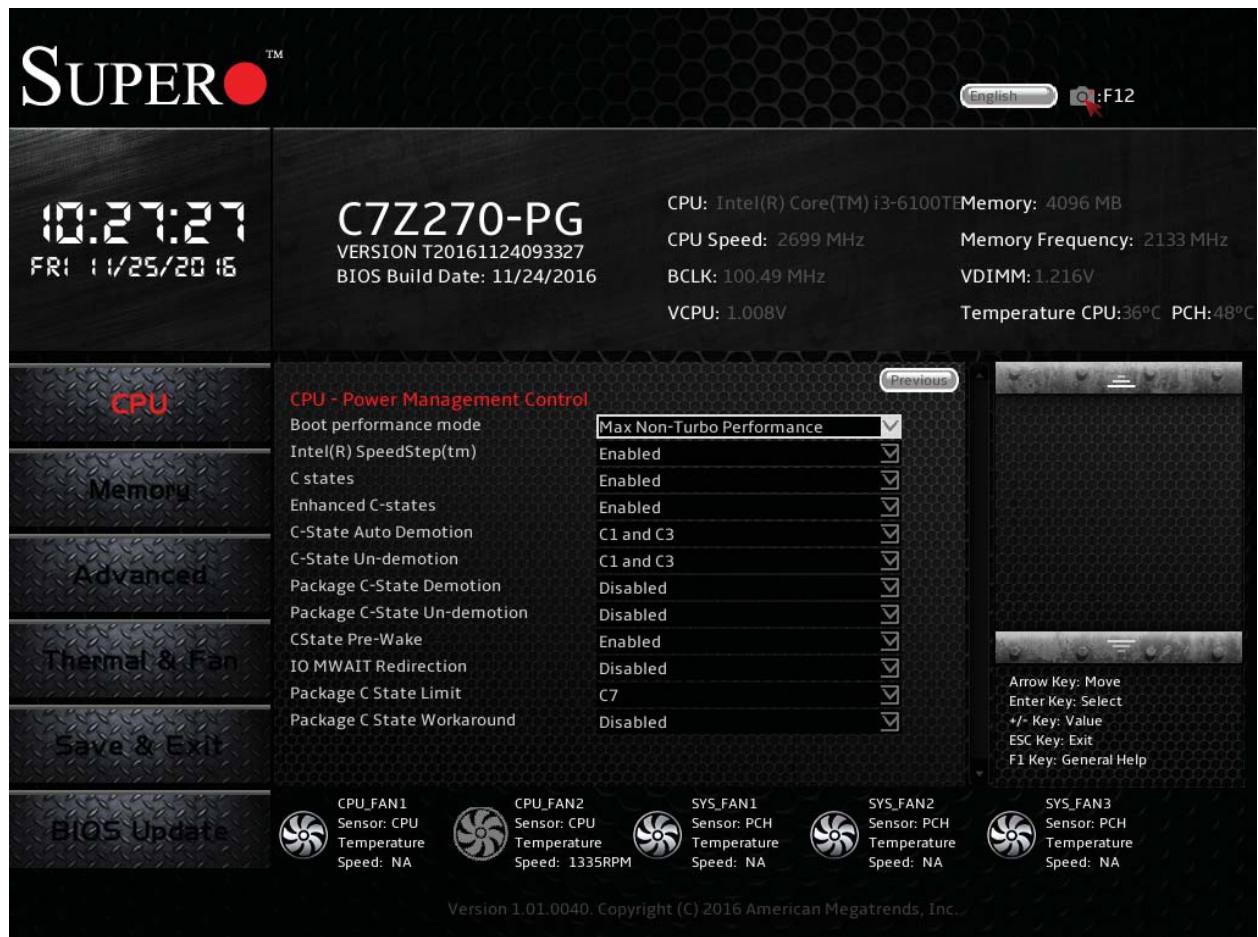 SUPER TM
English :F12
10:27:27
FRI 11/25/2016
C7Z270-PG
VERSION T20161124093327
BIOS Build Date: 11/24/2016
CPU: Intel(R) Core(TM) i3-6100TE
CPU Speed: 2699 MHz
BCLK: 100.49 MHz
VCPU: 1.008V
Memory: 4096 MB
Memory Frequency: 2133 MHz
VDIMM: 1.216V
Temperature CPU:36°C PCH:48°C
CPU
Memory
Advanced
Thermal & Fan
Save & Exit
BIOS Update
Previous
CPU - Power Management Control
Boot performance mode Max Non-Turbo Performance
Intel(R) SpeedStep(tm) Enabled
C states Enabled
Enhanced C-states Enabled
C-State Auto Demotion C1 and C3
C-State Un-demotion C1 and C3
Package C-State Demotion Disabled
Package C-State Un-demotion Disabled
CState Pre-Wake Enabled
IO MWAIT Redirection Disabled
Package C State Limit C7
Package C State Workaround Disabled
Arrow Key: Move
Enter Key: Select
+/- Key: Value
ESC Key: Exit
F1 Key: General Help
CPU_FAN1
Sensor: CPU
Temperature
Speed: NA
CPU_FAN2
Sensor: CPU
Temperature
Speed: 1335RPM
SYS_FAN1
Sensor: PCH
Temperature
Speed: NA
SYS_FAN2
Sensor: PCH
Temperature
Speed: NA
SYS_FAN3
Sensor: PCH
Temperature
Speed: NA
Version 1.01.0040. Copyright (C) 2016 American Megatrends, Inc.